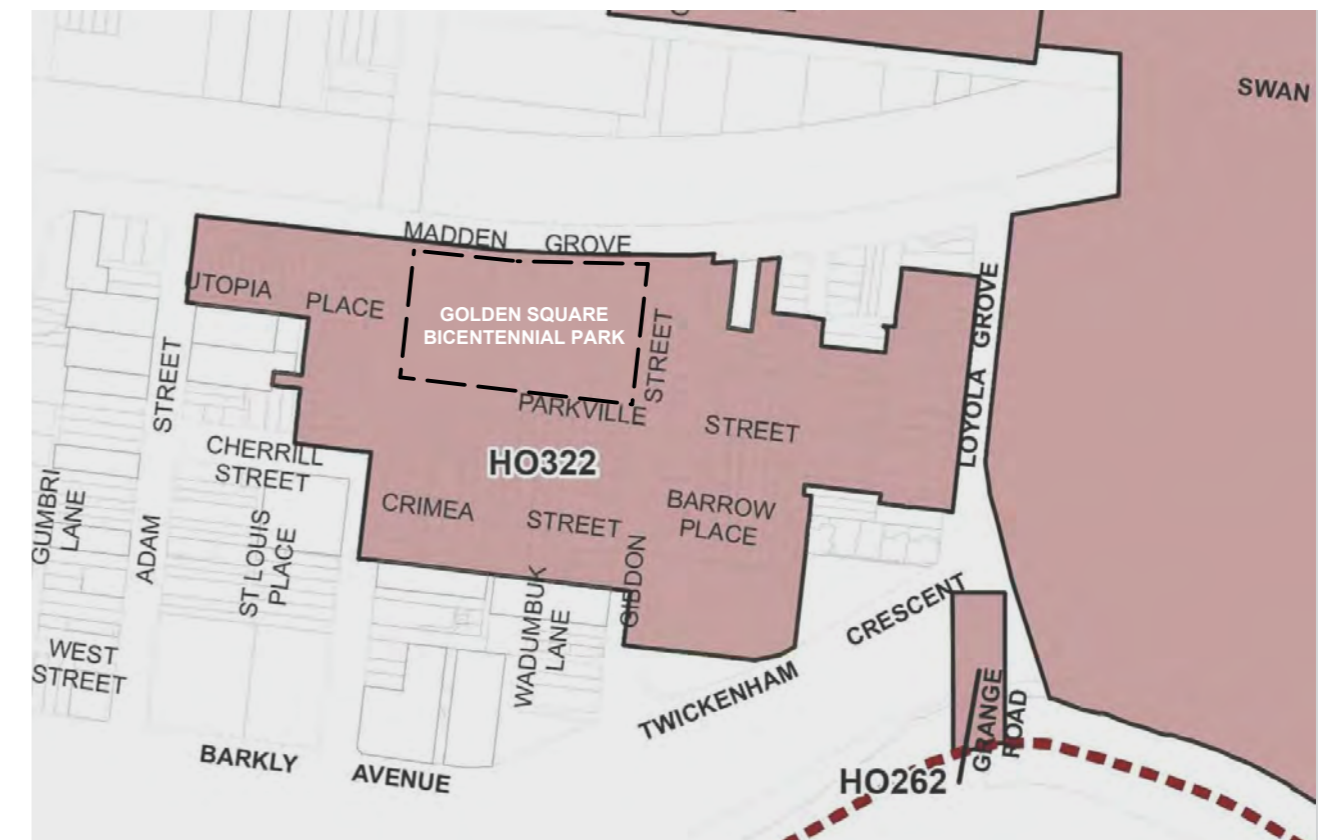 SWAN
MADDEN GROVE
UTOPIA PLACE
GOLDEN SQUARE
BICENTENNIAL PARK
STREET
LOYOLA GROVE
STREET
PARKVILLE
STREET
CHERRILL
STREET
HO322
GUMBRI
LANE
ADAM
ST LOUIS
PLACE
CRIMEA STREET
BARROW
PLACE
GIBDON
WADUMBUK
LANE
CRESCENT
WEST
STREET
TWICKENHAM
GRANGE
ROAD
BARKLY AVENUE
HO262